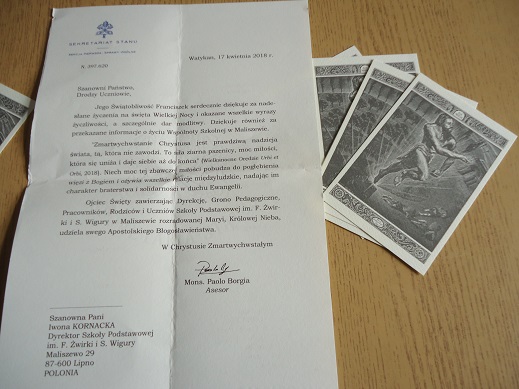 SEKRETARIAT STANU
N. 397.626
Watykan, 17 kwietnia 2018 r.
Szanowni Państwo,
Drodzy Uczniowie,
Jego Świątobliwość Franciszek serdecznie dziękuje za nade-
słane życzenia na święta Wielkiej Nocy i okazane wszelkie wyrazy
życzliwości, a szczególnie dar modlitwy. Dziękuje również za
przekazane informacje o życiu Wspólnoty Szkolnej w Maliszewie.
"Zmartwychwstanie Chrystusa jest prawdziwą nadzieją
świata, tą, która nie zawodzi. To siła ziarna pszenicy, moc miłości,
która się uniża i daje siebie aż do końca" (Wielkanocne Orędzie Urbi et
Orbi, 2018). Niech moc tej zbawczej miłości pobudza do pogłębienia
więzi z Bogiem i ożywia wszelkie relacje międzyludzkie, nadając im
charakter braterstwa i solidarności w duchu Ewangelii.
Ojciec Święty zawierzając Dyrekcję, Grono Pedagogiczne,
Pracowników, Rodziców i Uczniów Szkoły Podstawowej im. F. Żwir-
ki i S. Wigury w Maliszewie rozradowanej Maryi, Królowej Nieba,
udziela swego Apostolskiego Błogosławieństwa.
W Chrystusie Zmartwychwstałym
Mons. Paolo Borgia
Asesor
Szanowna Pani
Iwona KORNACKA
Dyrektor Szkoły Podstawowej
im. F. Żwirki i S. Wigury
Maliszewo 29
87-600 Lipno
POLONIA